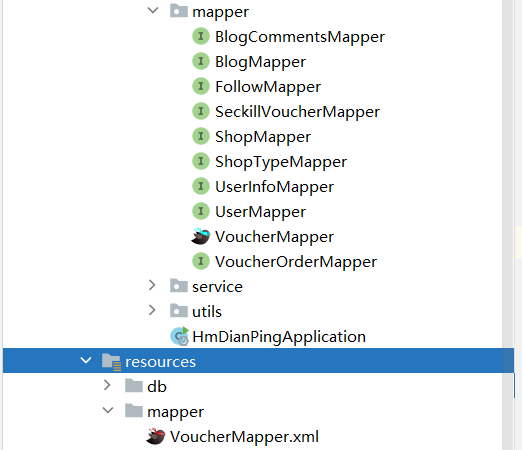 mapper
BlogCommentsMapper
BlogMapper
FollowMapper
SeckillVoucherMapper
ShopMapper
ShopTypeMapper
UserInfoMapper
UserMapper
VoucherMapper
VoucherOrderMapper
service
utils
HmDianPingApplication
resources
db
mapper
VoucherMapper.xml